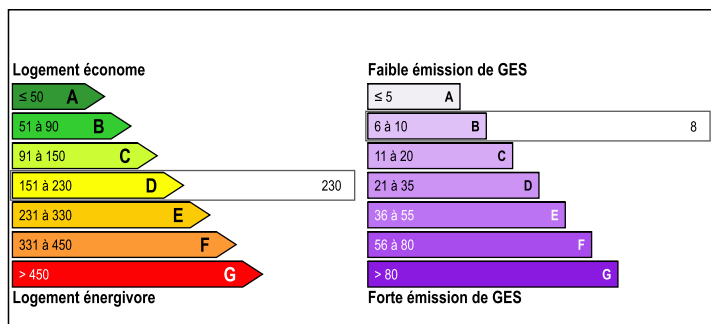 Logement économe
≤ 50 A
51 à 90 B
91 à 150 C
151 à 230 D 230
231 à 330 E
331 à 450 F
> 450 G
Logement énergivore
Faible émission de GES
≤ 5 A
6 à 10 B 8
11 à 20 C
21 à 35 D
36 à 55 E
56 à 80 F
> 80 G
Forte émission de GES